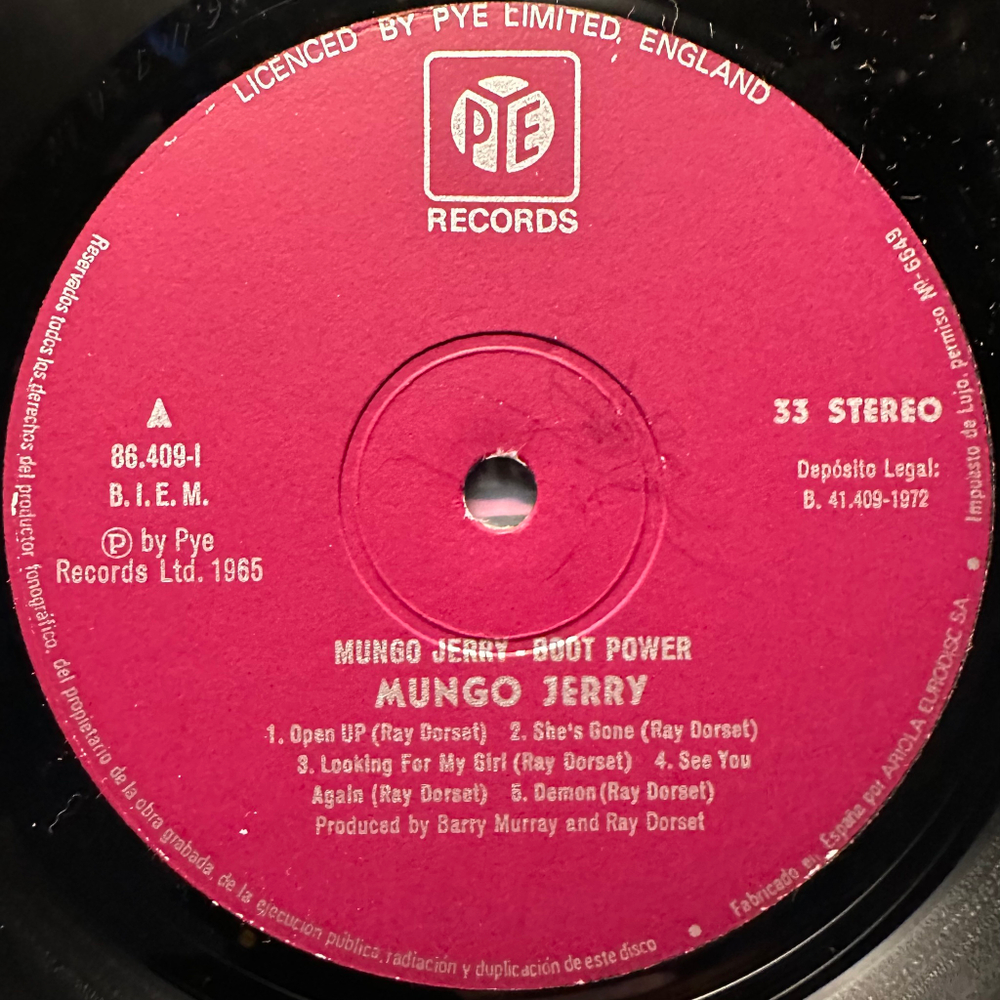 LICENCED BY PYE LIMITED, ENGLAND
PYE
RECORDS
A
86.409-I
B.I.E.M.
Ⓟ by Pye
Records Ltd. 1965
33 STEREO
Depósito Legal:
B. 41.409-1972
MUNGO JERRY - BOOT POWER
MUNGO JERRY
1. Open UP (Ray Dorset) 2. She's Gone (Ray Dorset)
3. Looking For My Girl (Ray Dorset) 4. See You
Again (Ray Dorset) 5. Demon (Ray Dorset)
Produced by Barry Murray and Ray Dorset
Reservados todos los derechos del productor fonográfico, del propietario de la obra grabada, de la ejecución pública, radiación y duplicación de este disco
Fabricado en España por ARIOLA EURODISC S.A.
Impuesto de Lujo, Permiso Nº-6649